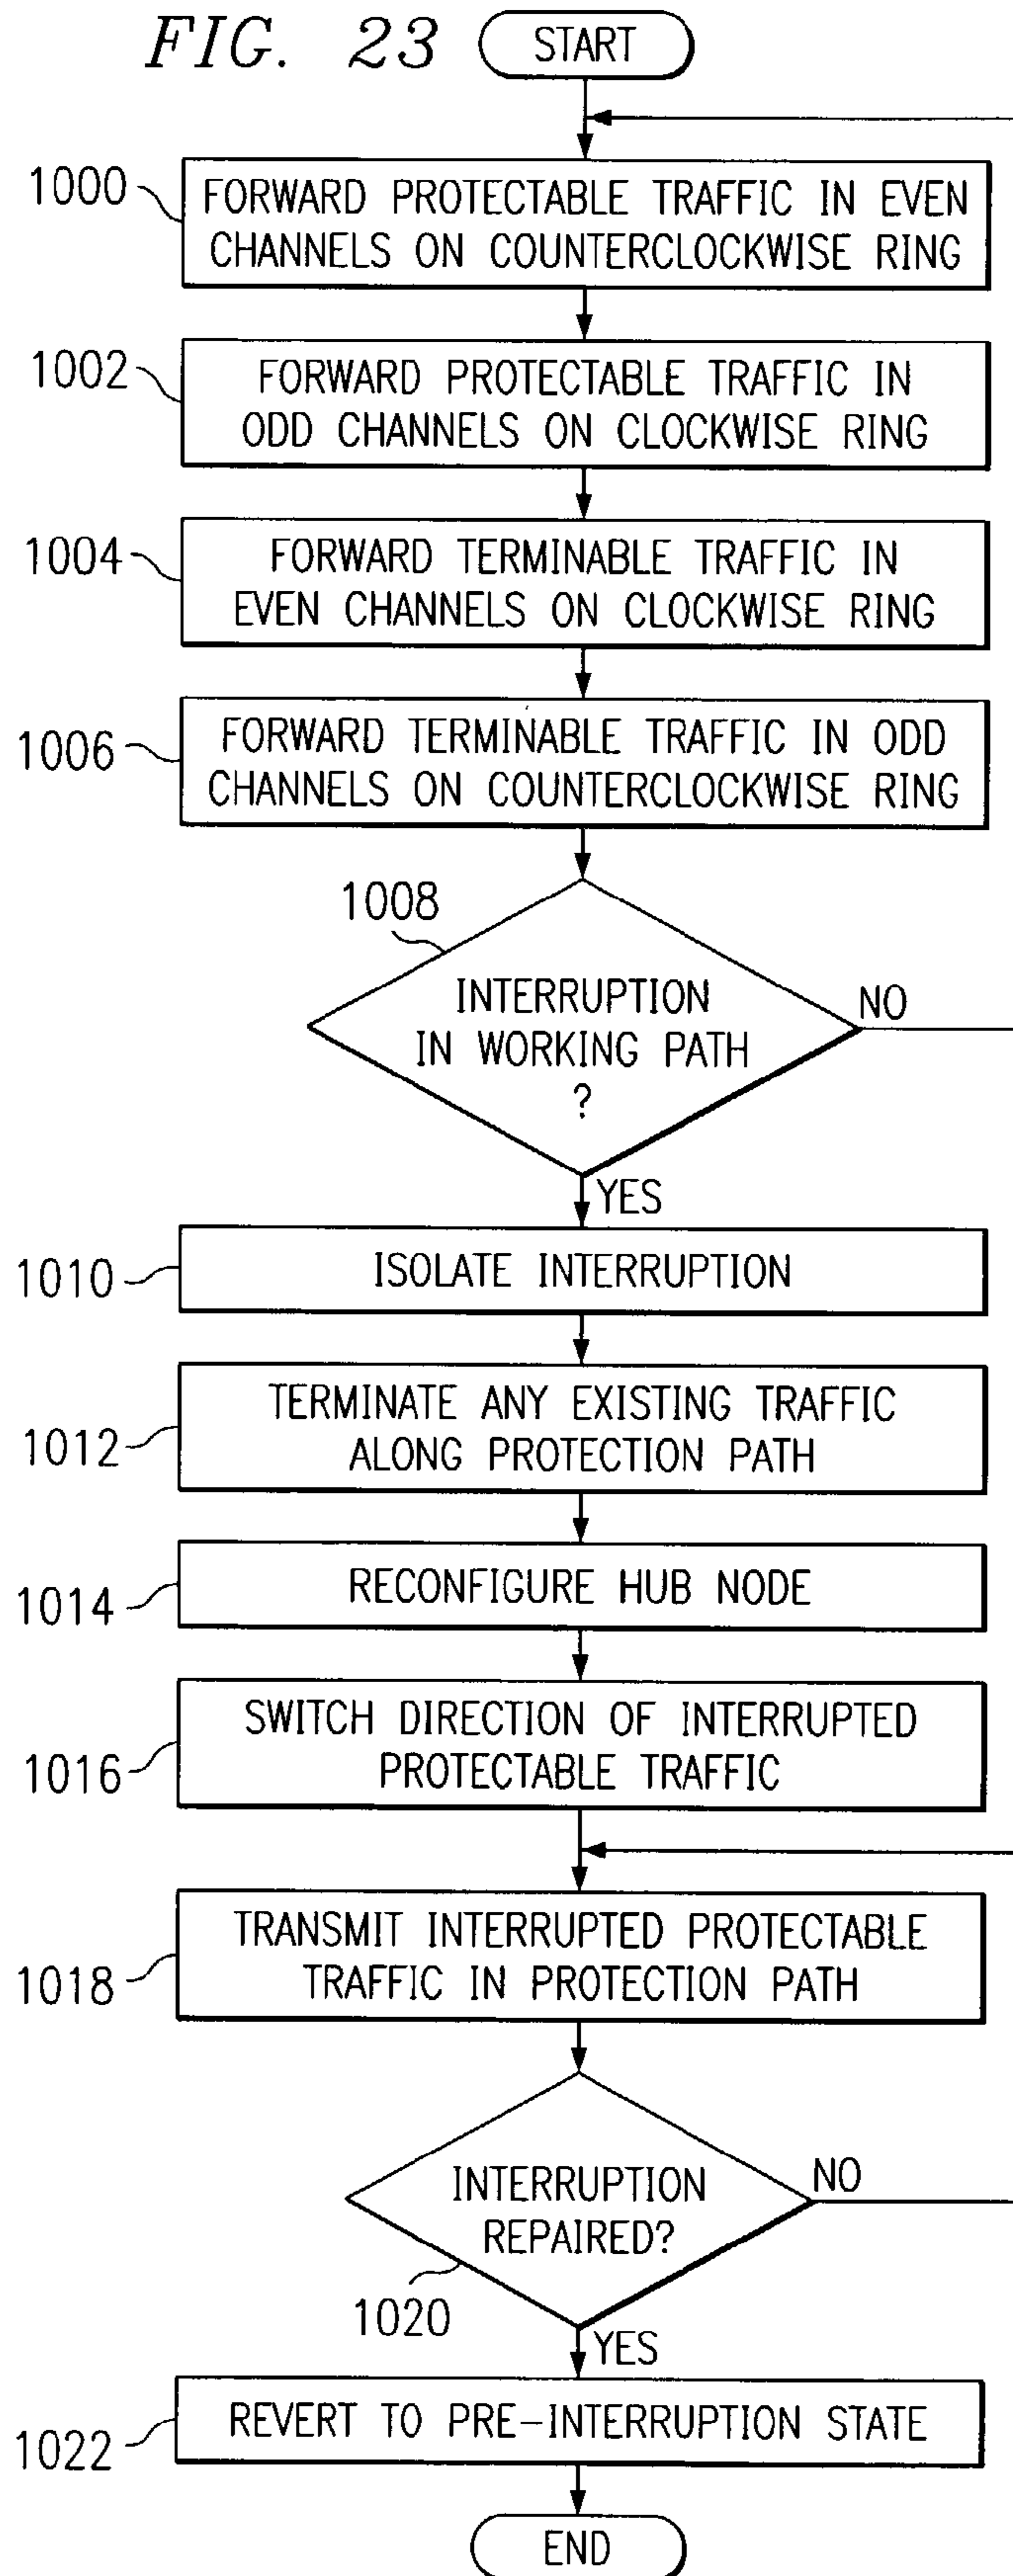 FIG. 23
START
1000
FORWARD PROTECTABLE TRAFFIC IN EVEN
CHANNELS ON COUNTERCLOCKWISE RING
1002
FORWARD PROTECTABLE TRAFFIC IN
ODD CHANNELS ON CLOCKWISE RING
1004
FORWARD TERMINABLE TRAFFIC IN
EVEN CHANNELS ON CLOCKWISE RING
1006
FORWARD TERMINABLE TRAFFIC IN ODD
CHANNELS ON COUNTERCLOCKWISE RING
1008
INTERRUPTION
IN WORKING PATH
?
NO
YES
1010
ISOLATE INTERRUPTION
1012
TERMINATE ANY EXISTING TRAFFIC
ALONG PROTECTION PATH
1014
RECONFIGURE HUB NODE
1016
SWITCH DIRECTION OF INTERRUPTED
PROTECTABLE TRAFFIC
1018
TRANSMIT INTERRUPTED PROTECTABLE
TRAFFIC IN PROTECTION PATH
INTERRUPTION
REPAIRED?
NO
1020
YES
1022
REVERT TO PRE-INTERRUPTION STATE
END